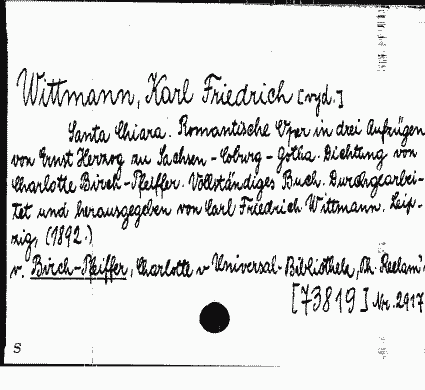 Wittmann, Karl Friedrich [vyd.]
Santa Chiara. Romantische Oper in drei Aufzügen
von Ernst Herzog zu Sachsen-Coburg-Gotha. Dichtung von
Charlotte Birch-Pfeiffer. Vollständiges Buch. Durchgearbei-
tet und herausgegeben von Carl Friedrich Wittmann. Leip-
zig, (1892.)
v. Birch-Pfeiffer, Charlotte v Universal-Bibliothek, Ph. Reclam'
[73819] Nr. 2917
S